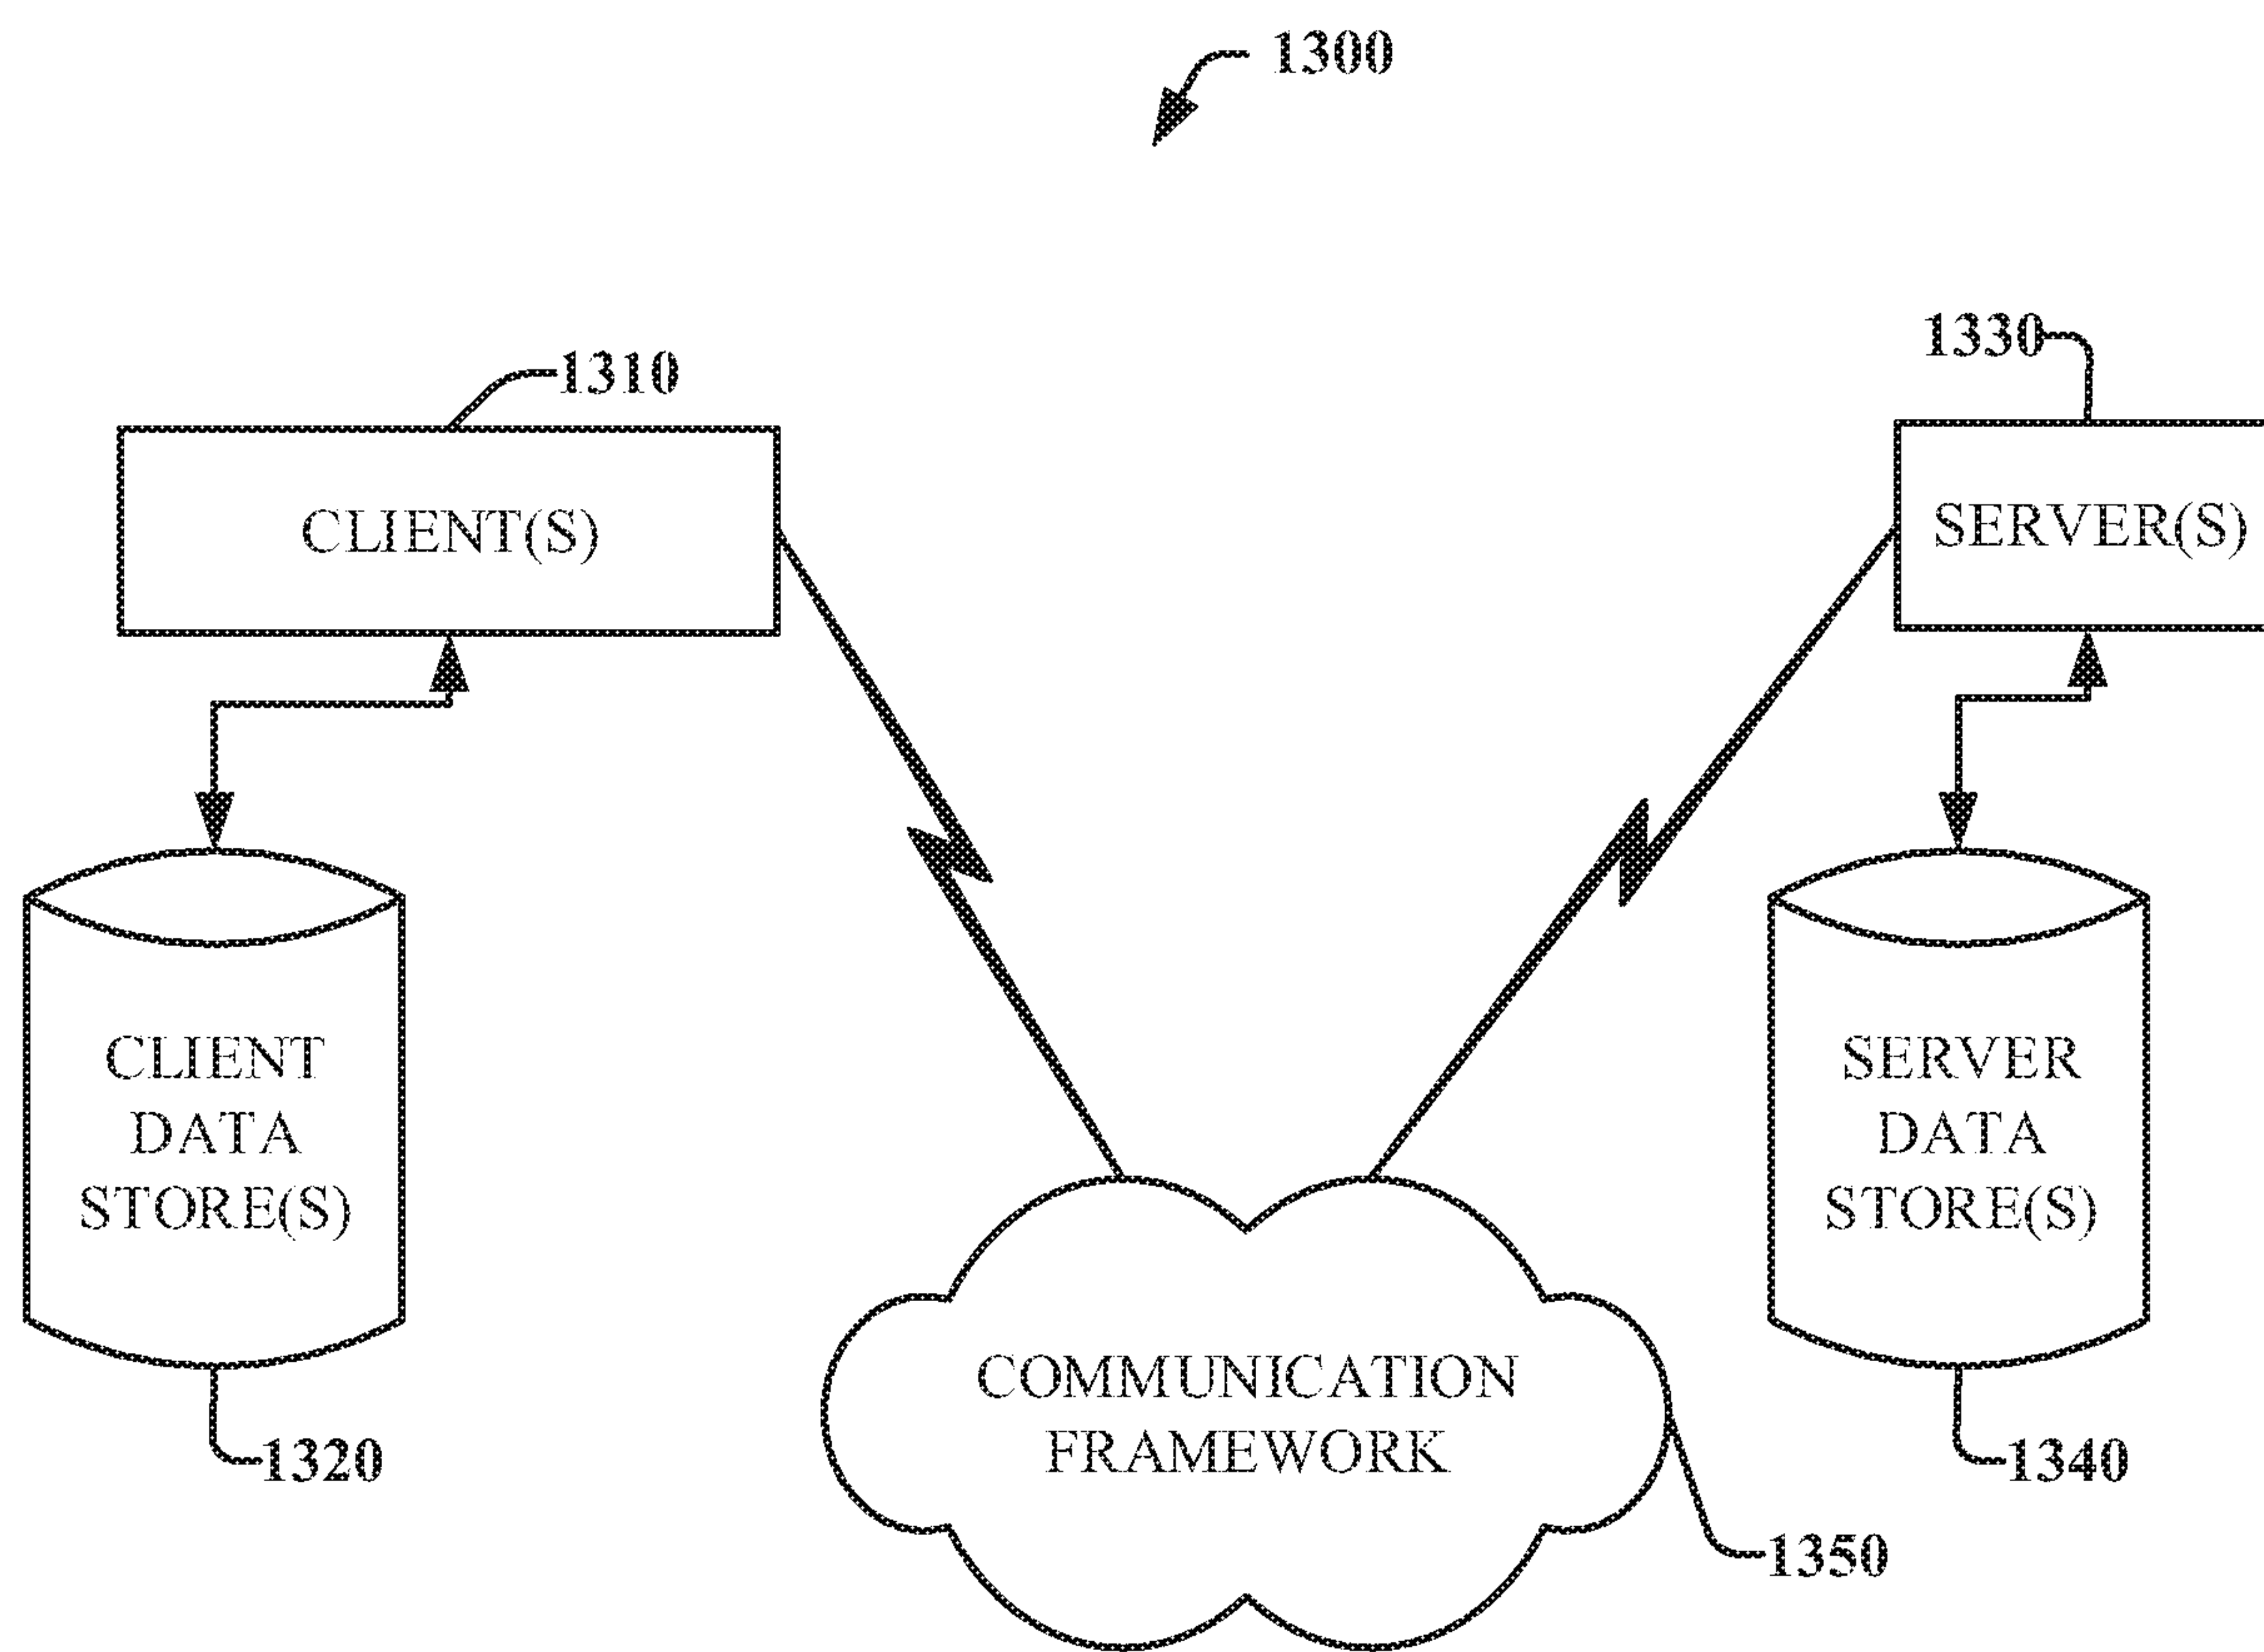 1300
1310
1330
CLIENT(S)
SERVER(S)
CLIENT
DATA
STORE(S)
SERVER
DATA
STORE(S)
COMMUNICATION
FRAMEWORK
1320
1340
1350